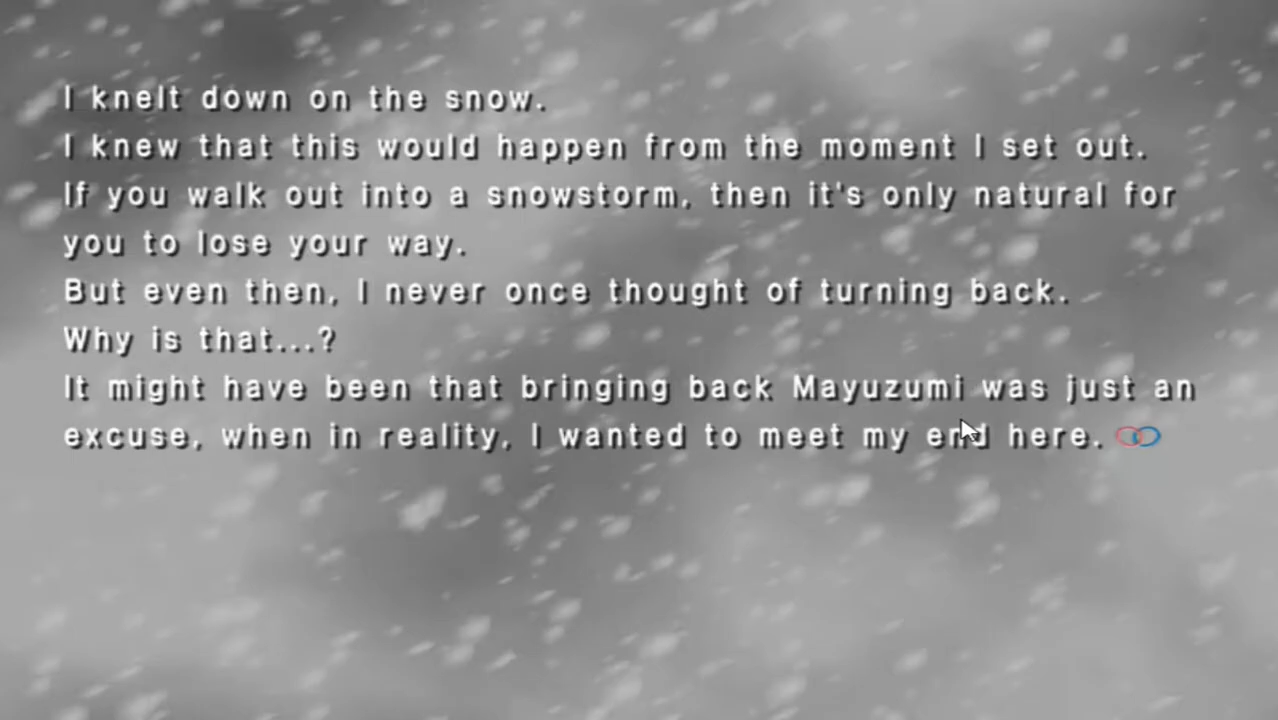 I knelt down on the snow.
I knew that this would happen from the moment I set out.
If you walk out into a snowstorm, then it's only natural for
you to lose your way.
But even then, I never once thought of turning back.
Why is that...?
It might have been that bringing back Mayuzumi was just an
excuse, when in reality, I wanted to meet my end here.